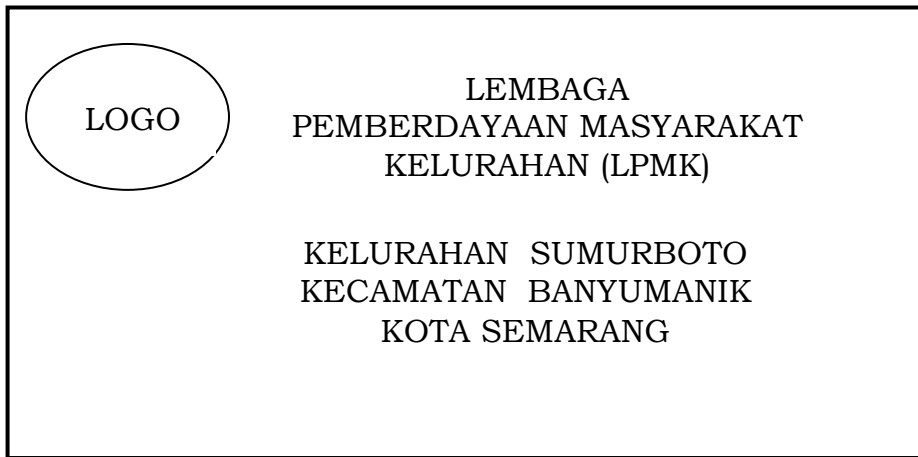 LOGO
LEMBAGA
PEMBERDAYAAN MASYARAKAT
KELURAHAN (LPMK)
KELURAHAN SUMURBOTO
KECAMATAN BANYUMANIK
KOTA SEMARANG